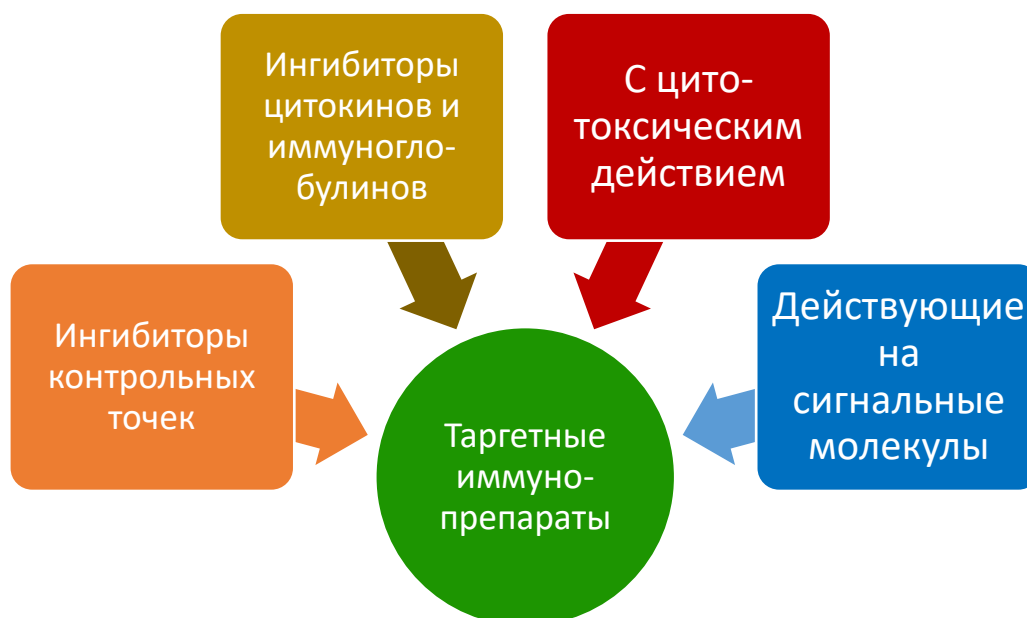 Ингибиторы
цитокинов и
иммуногло-
булинов
С цито-
токсическим
действием
Ингибиторы
контрольных
точек
Действующие
на
сигнальные
молекулы
Таргетные
иммуно-
препараты